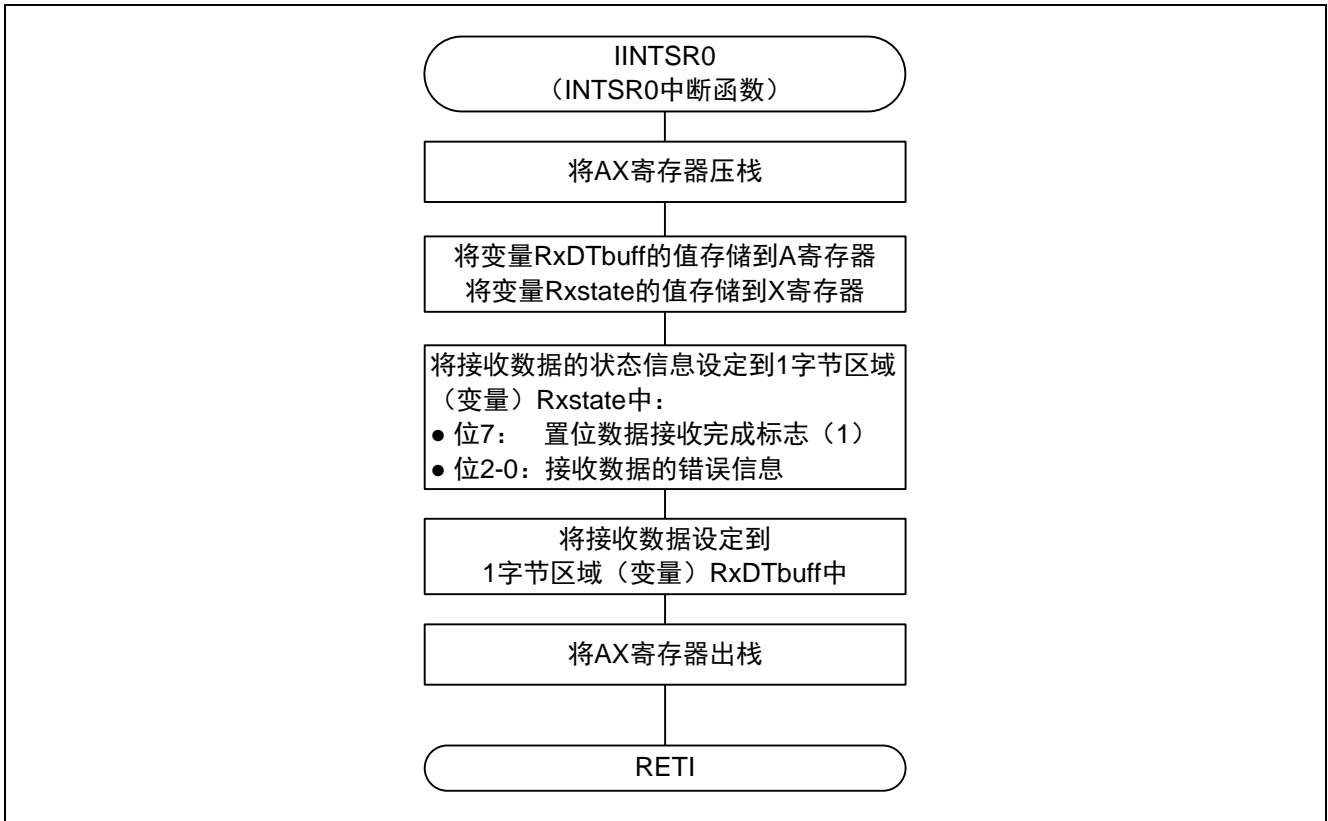 IINTSR0
（INTSR0中断函数）
将AX寄存器压栈
将变量RxDTbuff的值存储到A寄存器
将变量Rxstate的值存储到X寄存器
将接收数据的状态信息设定到1字节区域
（变量）Rxstate中：
● 位7： 置位数据接收完成标志（1）
● 位2-0：接收数据的错误信息
将接收数据设定到
1字节区域（变量）RxDTbuff中
将AX寄存器出栈
RETI